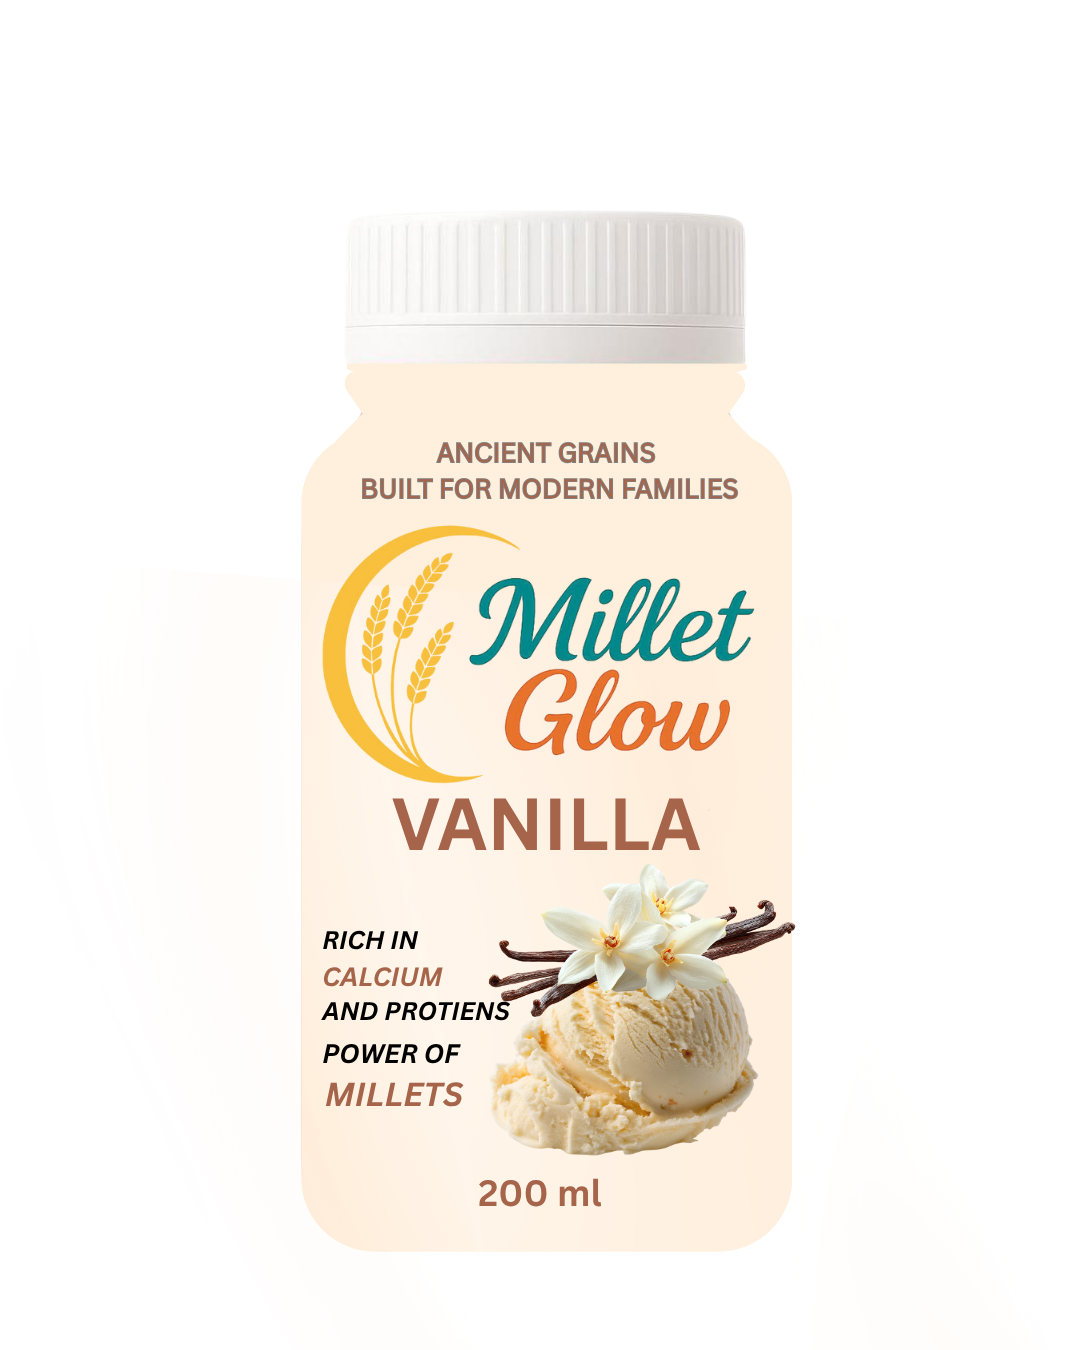 ANCIENT GRAINS
BUILT FOR MODERN FAMILIES
Millet
Glow
VANILLA
RICH IN
CALCIUM
AND PROTIENS
POWER OF
MILLETS
200 ml